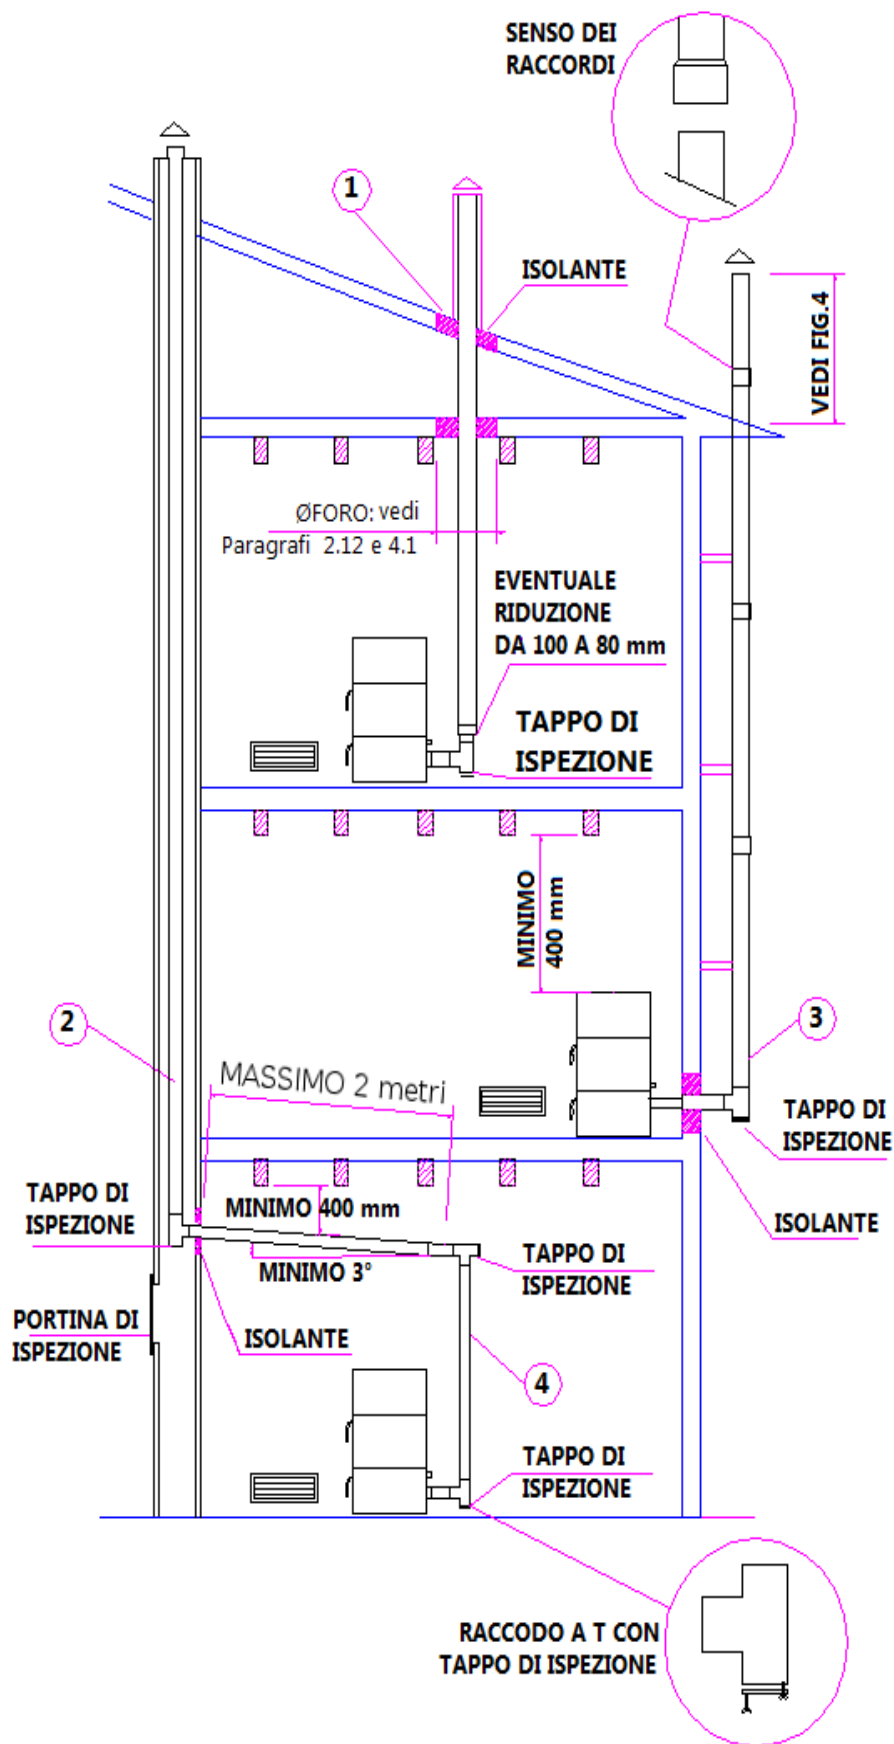 SENSO DEI
RACCORDI
1
ISOLANTE
VEDI FIG.4
ØFORO: vedi
Paragrafi 2.12 e 4.1
EVENTUALE
RIDUZIONE
DA 100 A 80 mm
TAPPO DI
ISPEZIONE
MINIMO
400 mm
2
3
MASSIMO 2 metri
TAPPO DI
ISPEZIONE
TAPPO DI
ISPEZIONE
MINIMO 400 mm
ISOLANTE
TAPPO DI
ISPEZIONE
MINIMO 3°
PORTINA DI
ISPEZIONE
ISOLANTE
4
TAPPO DI
ISPEZIONE
RACCODO A T CON
TAPPO DI ISPEZIONE